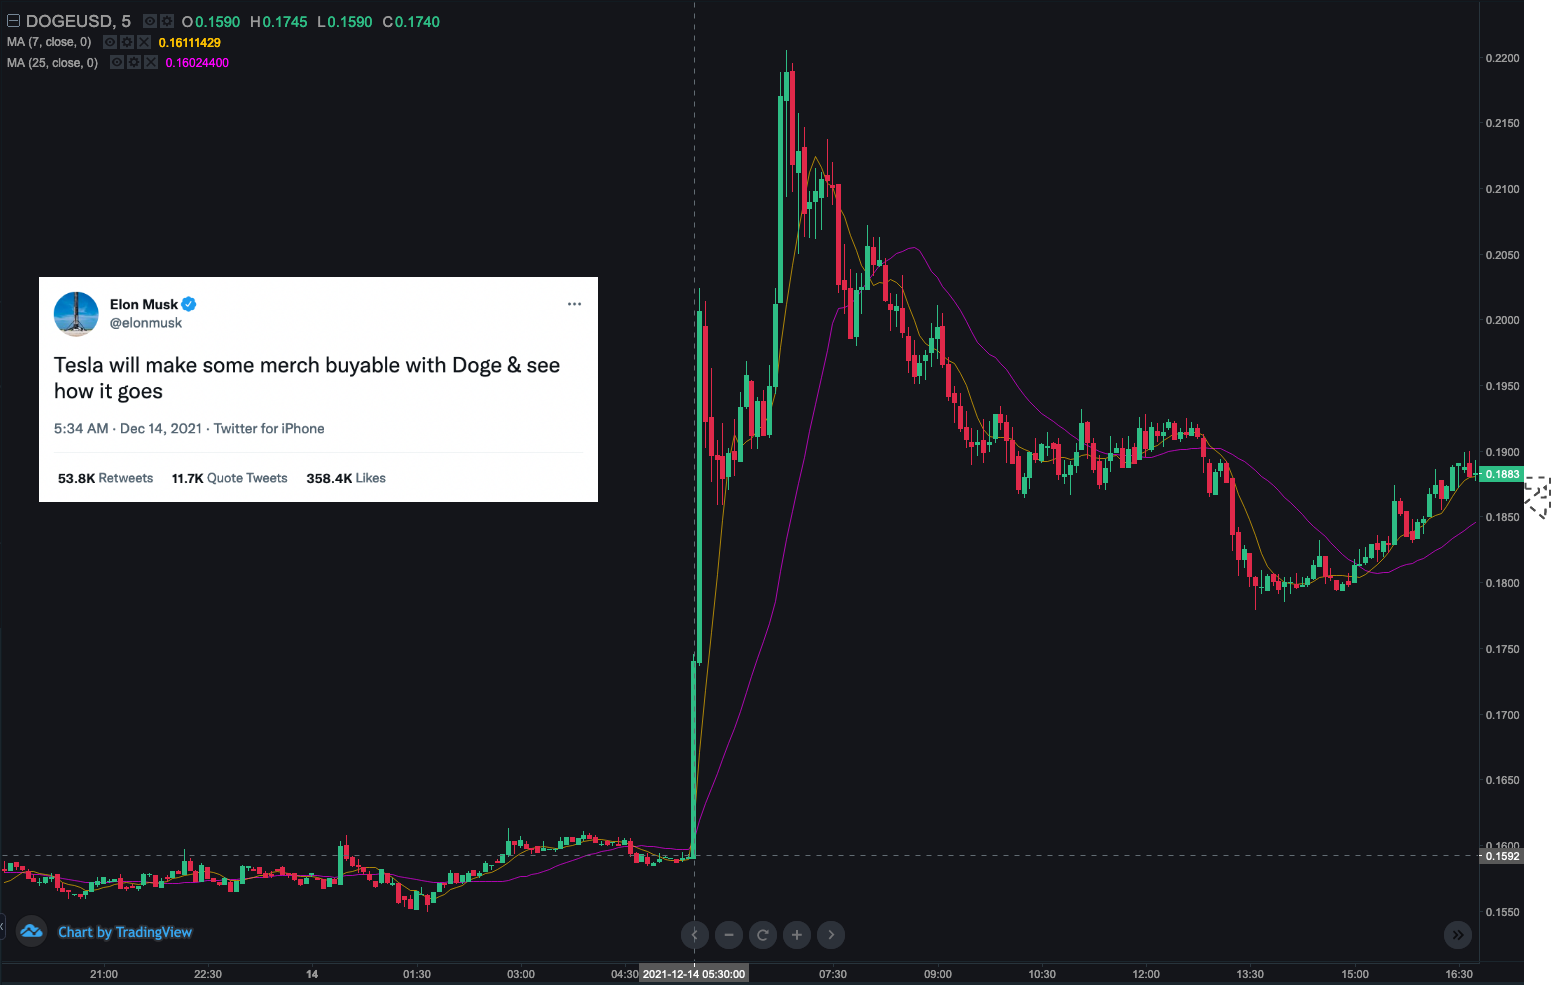 DOGEUSD, 5 O0.1590 H0.1745 L0.1590 C0.1740
MA (7, close, 0) 0.16111429
MA (25, close, 0) 0.16024400
0.2200
0.2150
0.2100
0.2050
0.2000
0.1950
0.1900
0.1883
0.1850
0.1800
0.1750
0.1700
0.1650
0.1600
0.1592
0.1550
Elon Musk
@elonmusk
Tesla will make some merch buyable with Doge & see
how it goes
5:34 AM · Dec 14, 2021 · Twitter for iPhone
53.8K Retweets 11.7K Quote Tweets 358.4K Likes
Chart by TradingView
21:00 22:30 14 01:30 03:00 04:30 2021-12-14 05:30:00 07:30 09:00 10:30 12:00 13:30 15:00 16:30